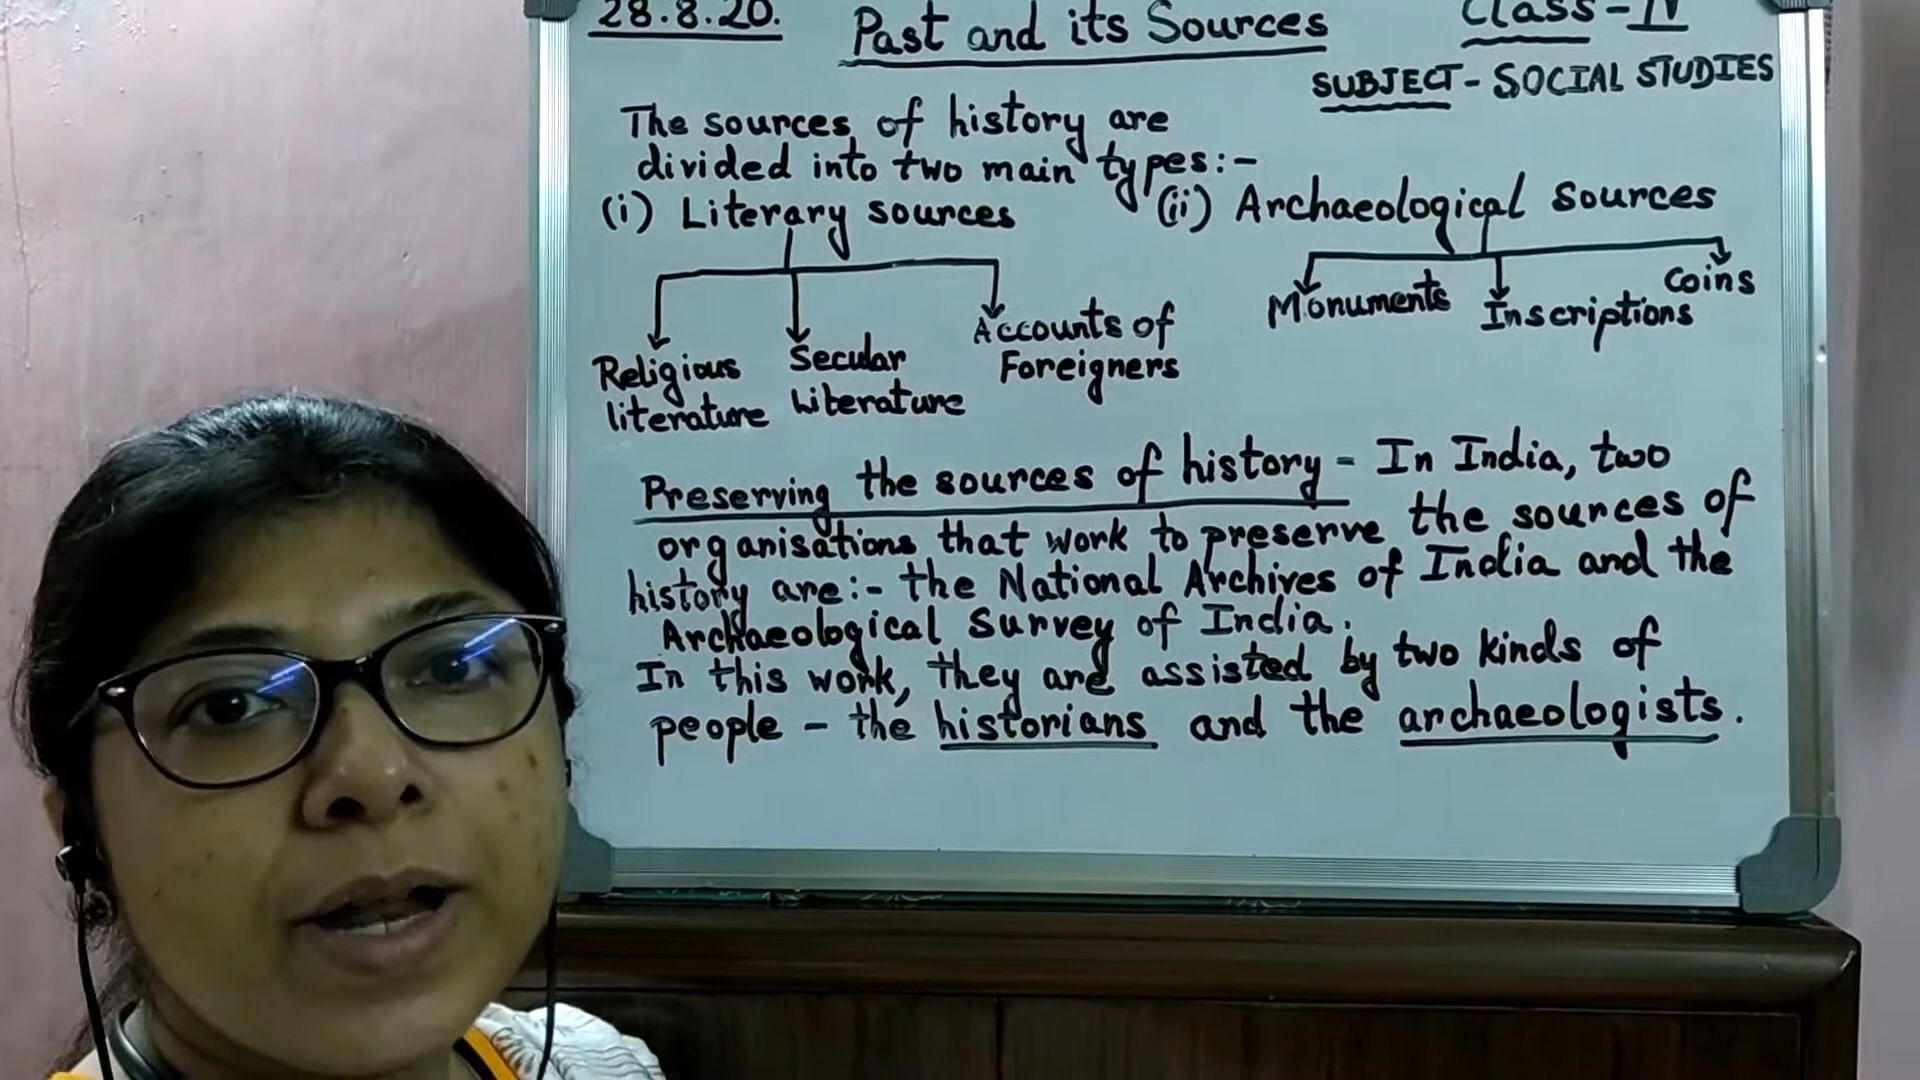 28.8.20.
Past and its Sources
Class-IV
SUBJECT - SOCIAL STUDIES
The sources of history are
divided into two main types:-
(i) Literary sources
(ii) Archaeological Sources
Religious
literature
Secular
Literature
Accounts of
Foreigners
Monuments
Inscriptions
Coins
Preserving the sources of history - In India, two
organisations that work to preserve the sources of
history are:- the National Archives of India and the
Archaeological Survey of India.
In this work, they are assisted by two kinds of
people - the historians and the archaeologists.